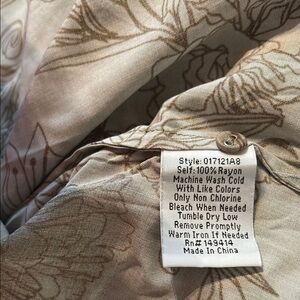 Style: 017121A8
Self: 100% Rayon
Machine Wash Cold
With Like Colors
Only Non Chlorine
Bleach When Needed
Tumble Dry Low
Remove Promptly
Warm Iron If Needed
Rn# 149414
Made In China